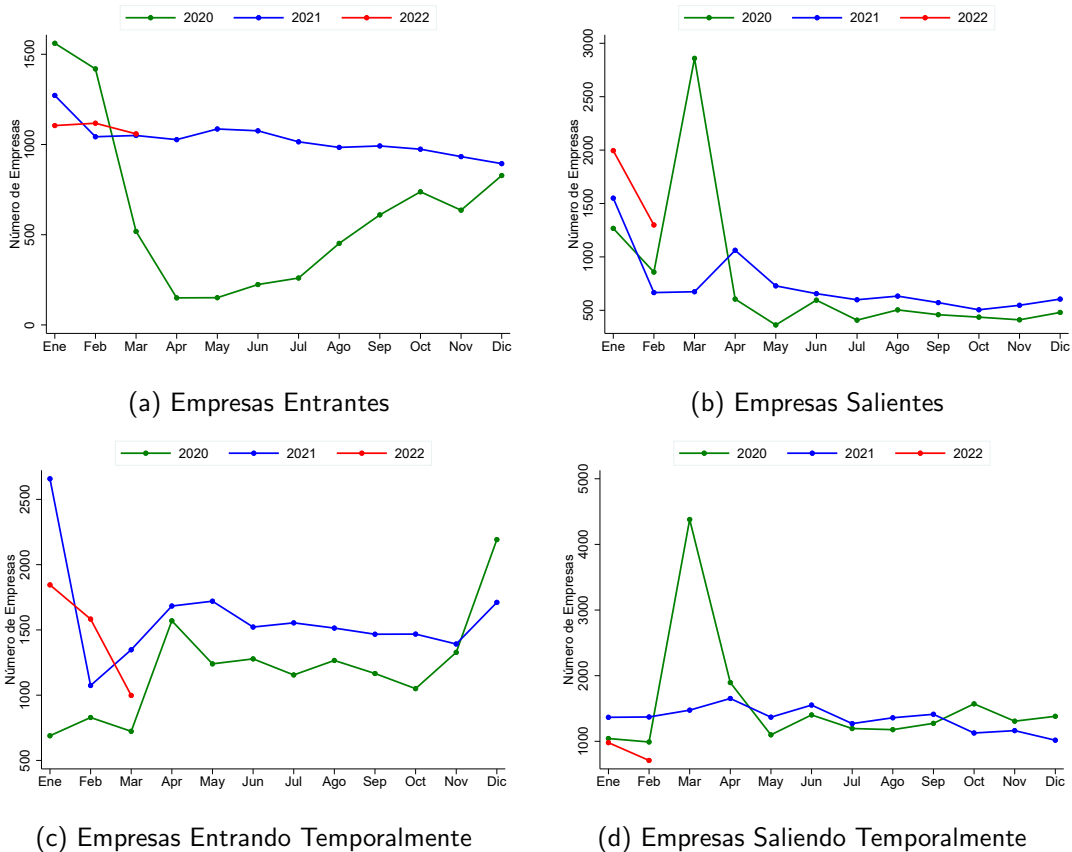 2020 2021 2022
Número de Empresas
0 500 1000 1500
Ene Feb Mar Apr May Jun Jul Ago Sep Oct Nov Dic
(a) Empresas Entrantes
2020 2021 2022
Número de Empresas
500 1000 1500 2000 2500 3000
Ene Feb Mar Apr May Jun Jul Ago Sep Oct Nov Dic
(b) Empresas Salientes
2020 2021 2022
Número de Empresas
500 1000 1500 2000 2500
Ene Feb Mar Apr May Jun Jul Ago Sep Oct Nov Dic
(c) Empresas Entrando Temporalmente
2020 2021 2022
Número de Empresas
1000 2000 3000 4000 5000
Ene Feb Mar Apr May Jun Jul Ago Sep Oct Nov Dic
(d) Empresas Saliendo Temporalmente